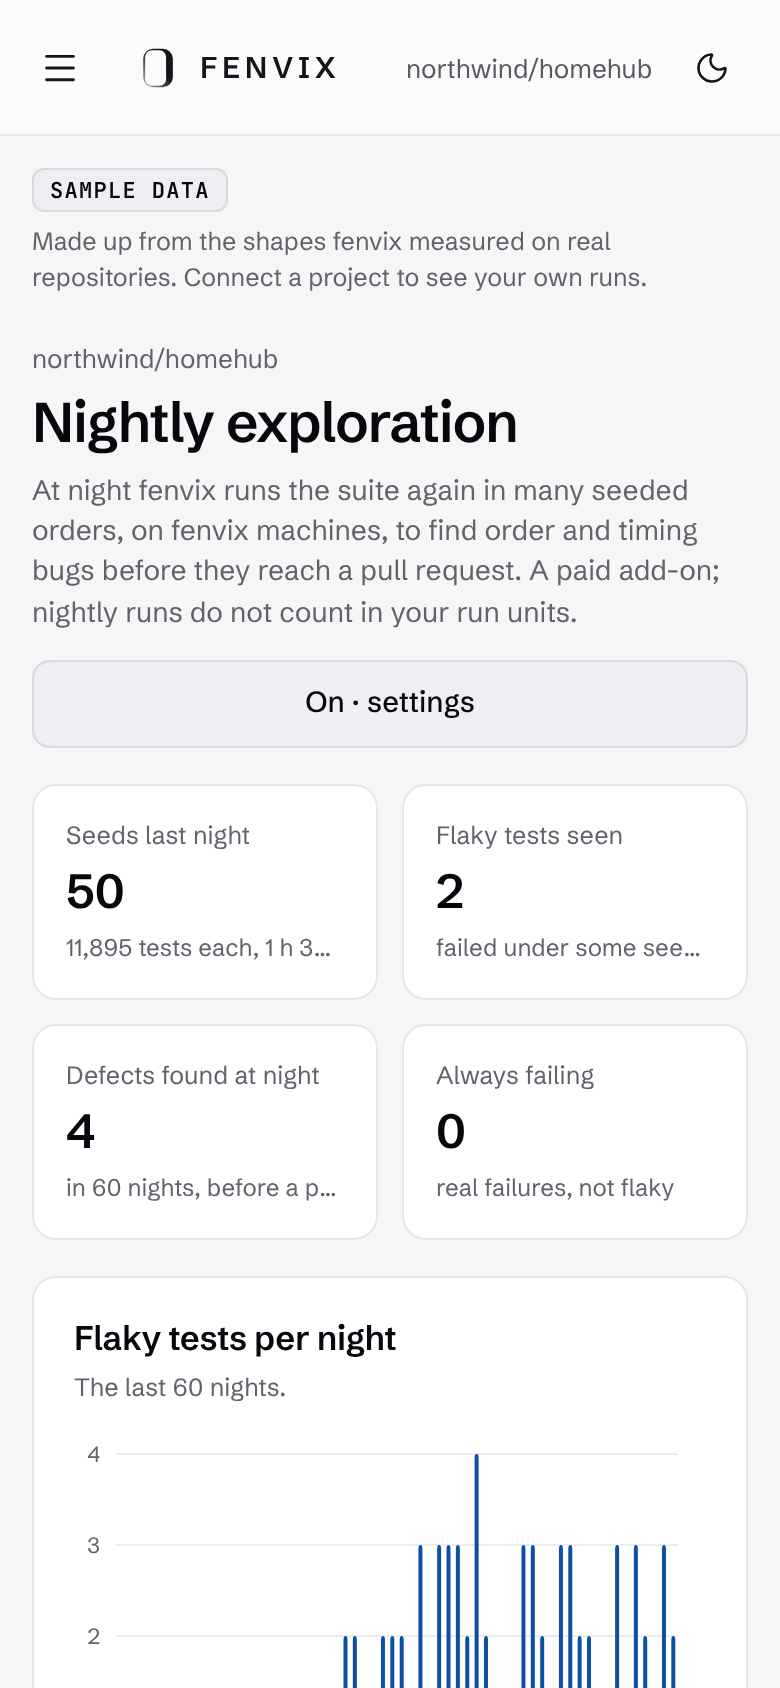 FENVIX
northwind/homehub
SAMPLE DATA
Made up from the shapes fenvix measured on real
repositories. Connect a project to see your own runs.
northwind/homehub
Nightly exploration
At night fenvix runs the suite again in many seeded
orders, on fenvix machines, to find order and timing
bugs before they reach a pull request. A paid add-on;
nightly runs do not count in your run units.
On · settings
Seeds last night
50
11,895 tests each, 1 h 3...
Flaky tests seen
2
failed under some see...
Defects found at night
4
in 60 nights, before a p...
Always failing
0
real failures, not flaky
Flaky tests per night
The last 60 nights.
4
3
2